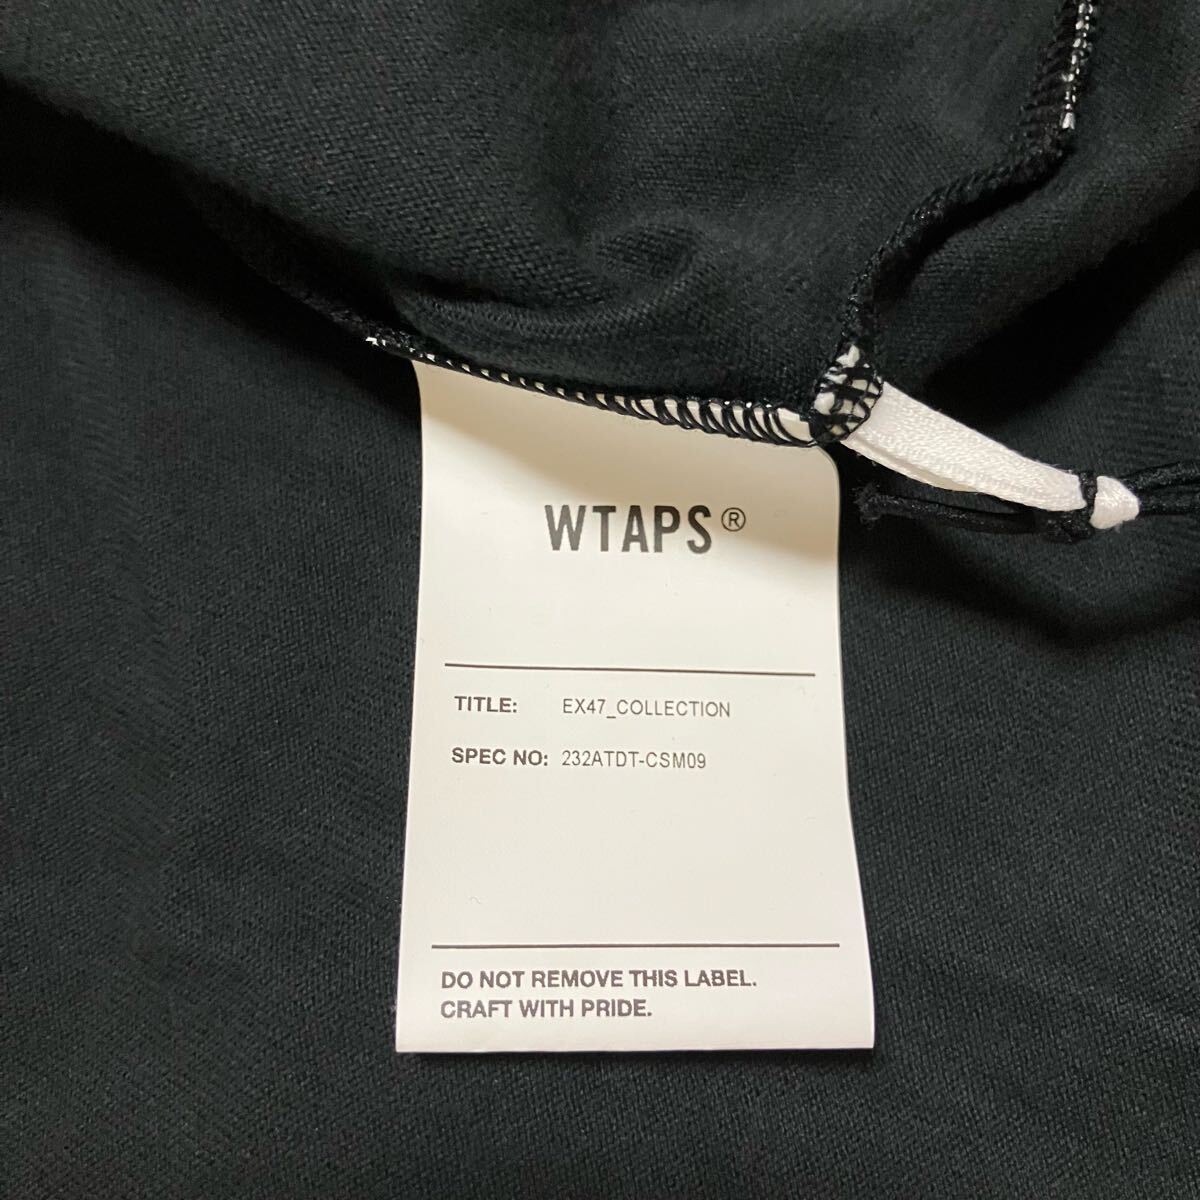 WTAPS®
TITLE: EX47_COLLECTION
SPEC NO: 232ATDT-CSM09
DO NOT REMOVE THIS LABEL.
CRAFT WITH PRIDE.